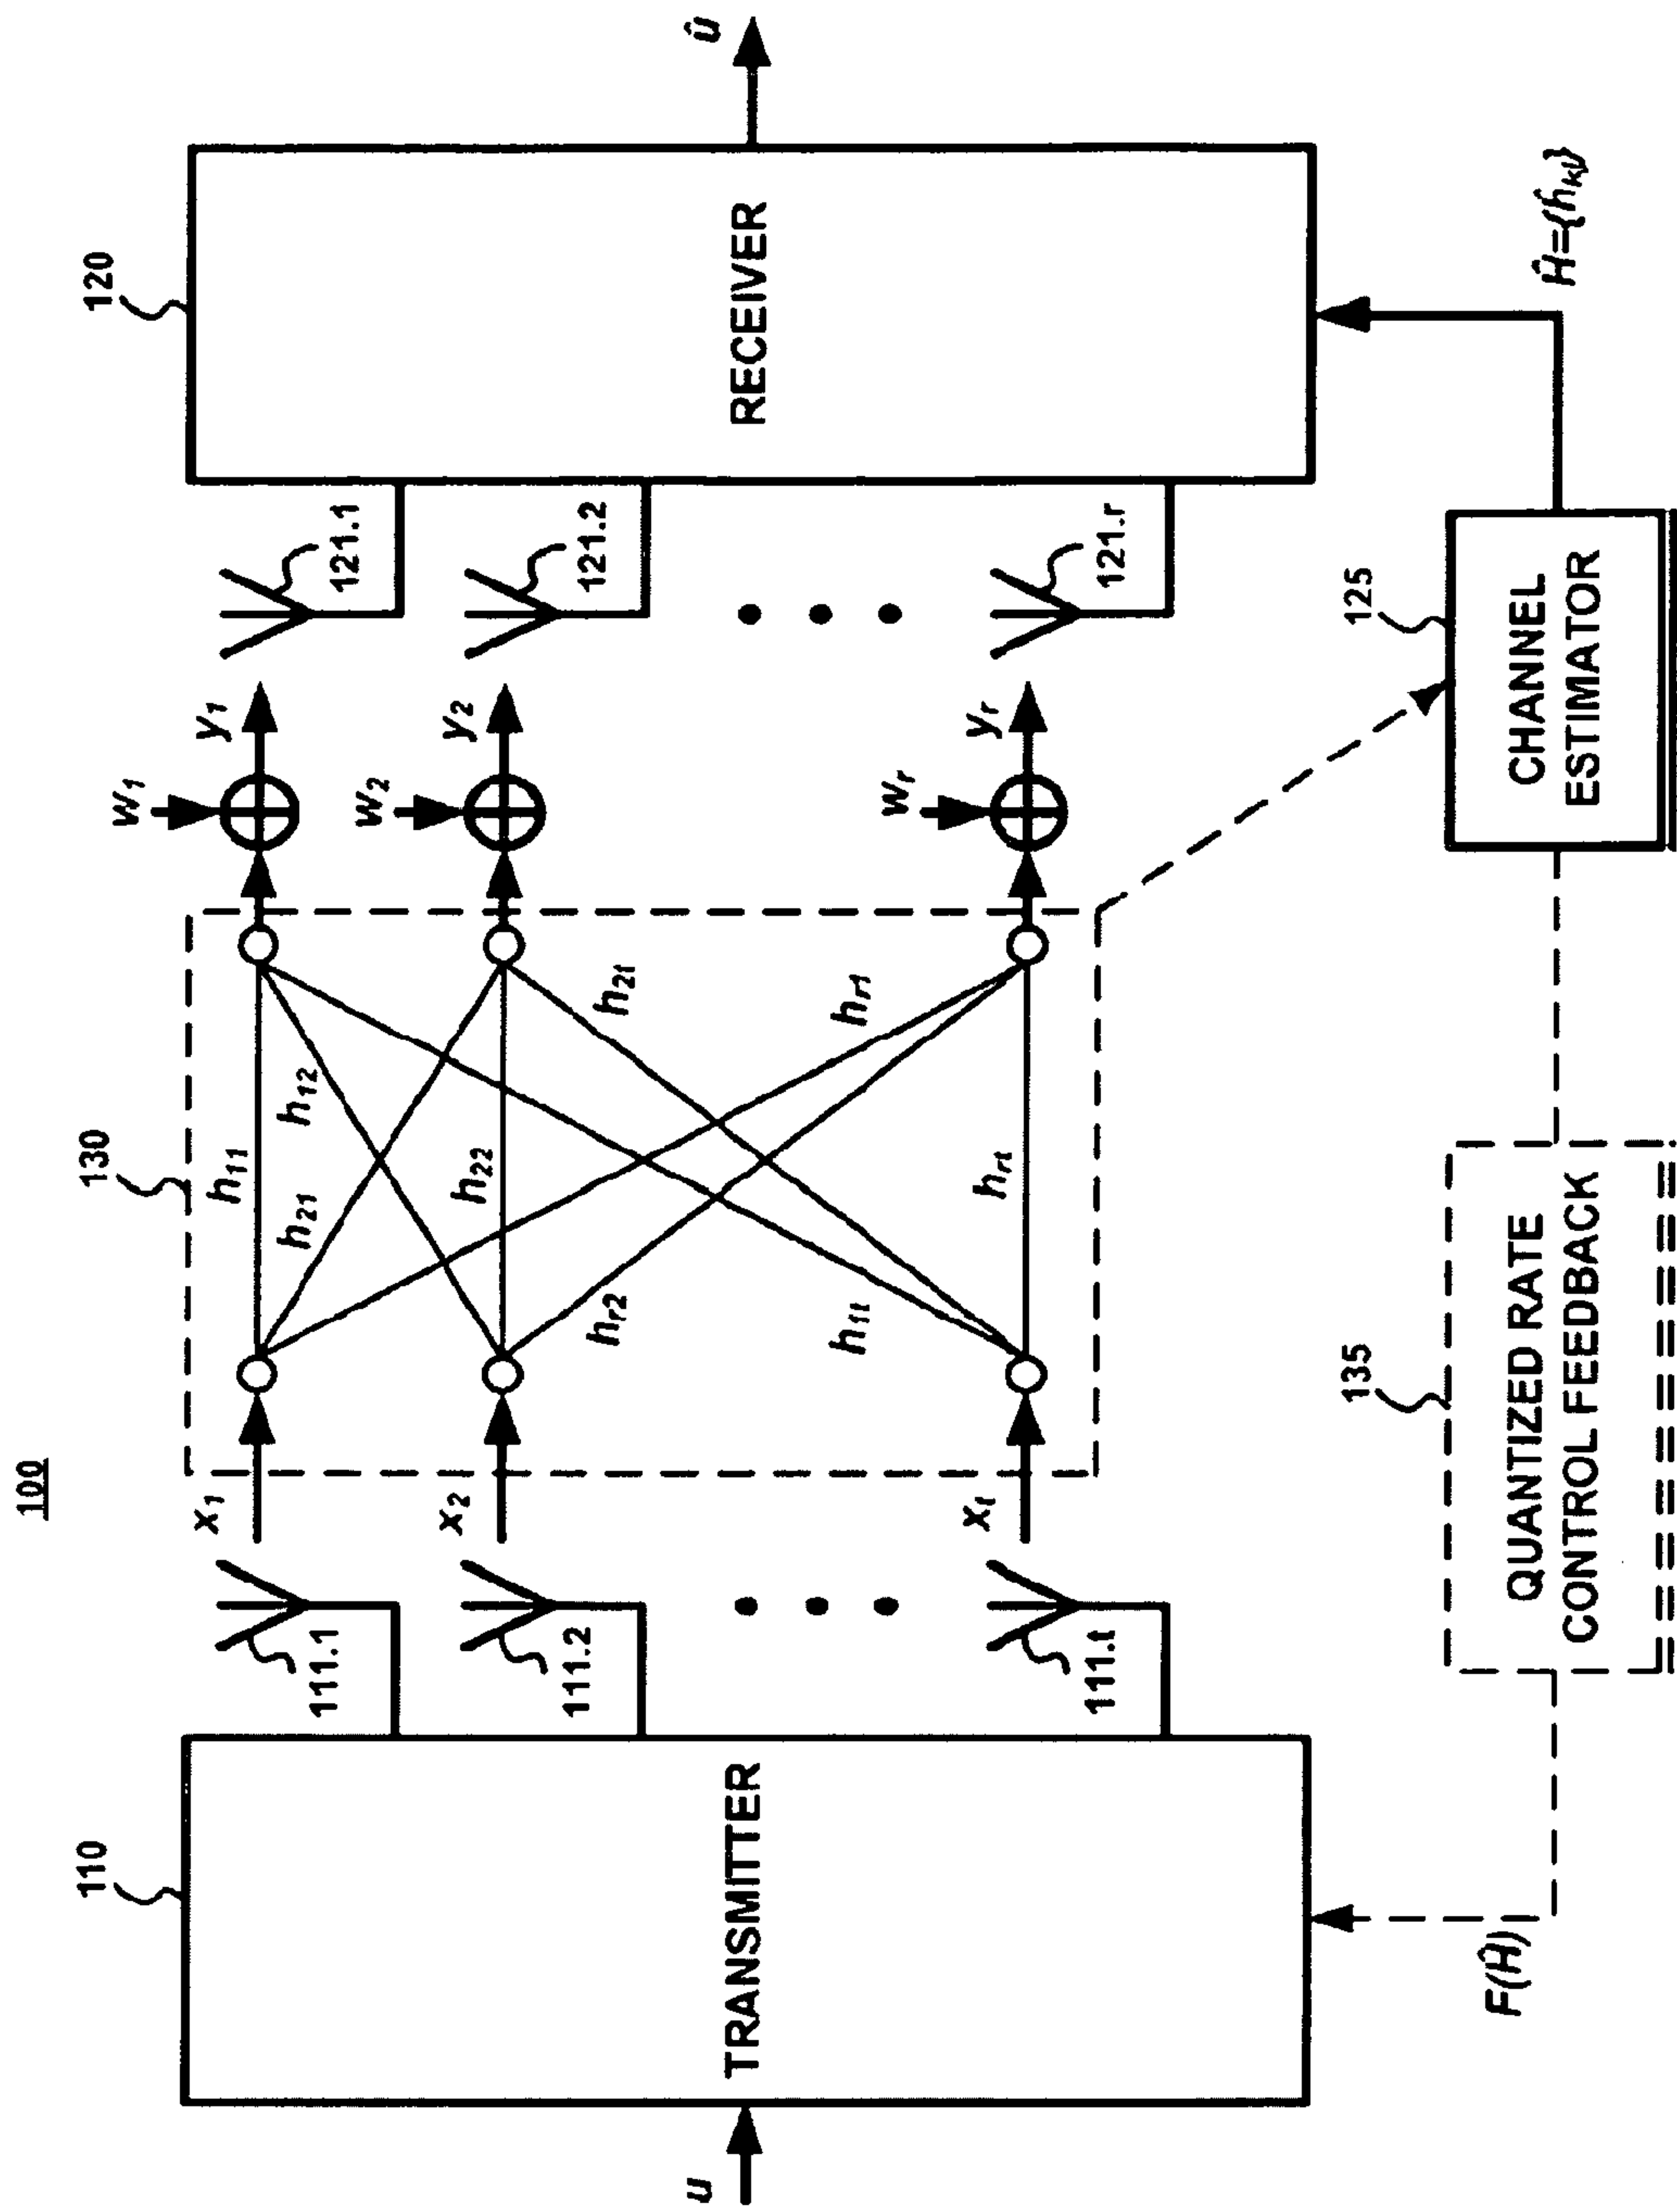 100
110
TRANSMITTER
u
111.1
111.2
111.t
x1
x2
xt
130
h11
h12
h21
h22
h2t
hr2
hr1
h1t
hrt
w1
y1
w2
y2
wr
yr
121.1
121.2
121.r
120
RECEIVER
û
125
CHANNEL
ESTIMATOR
Ĥ={ĥkl}
135
QUANTIZED RATE
CONTROL FEEDBACK
F(Ĥ)